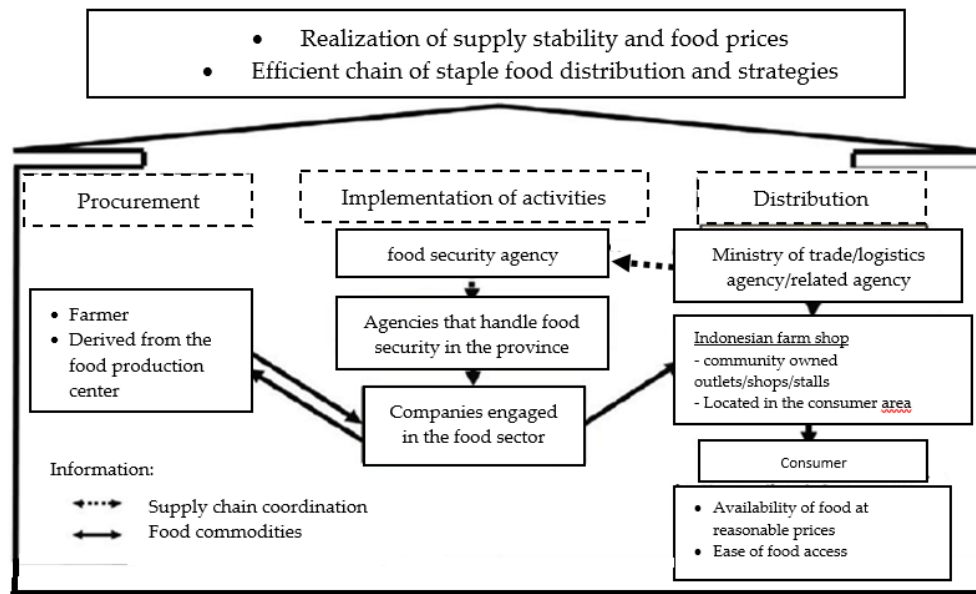 • Realization of supply stability and food prices
• Efficient chain of staple food distribution and strategies
Procurement
Implementation of activities
Distribution
food security agency
Ministry of trade/logistics
agency/related agency
• Farmer
• Derived from the
food production
center
Agencies that handle food
security in the province
Indonesian farm shop
- community owned
outlets/shops/stalls
- Located in the consumer area
Companies engaged
in the food sector
Consumer
Information:
Supply chain coordination
Food commodities
• Availability of food at
reasonable prices
• Ease of food access